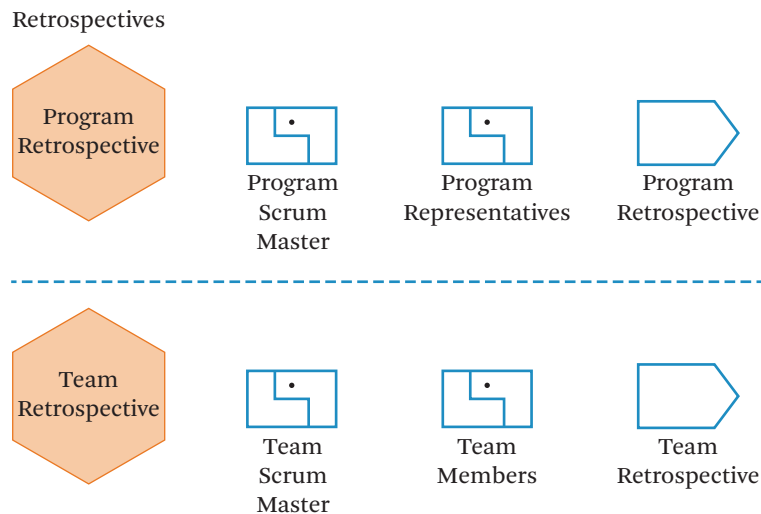 Retrospectives
Program
Retrospective
Program
Scrum
Master
Program
Representatives
Program
Retrospective
Team
Retrospective
Team
Scrum
Master
Team
Members
Team
Retrospective